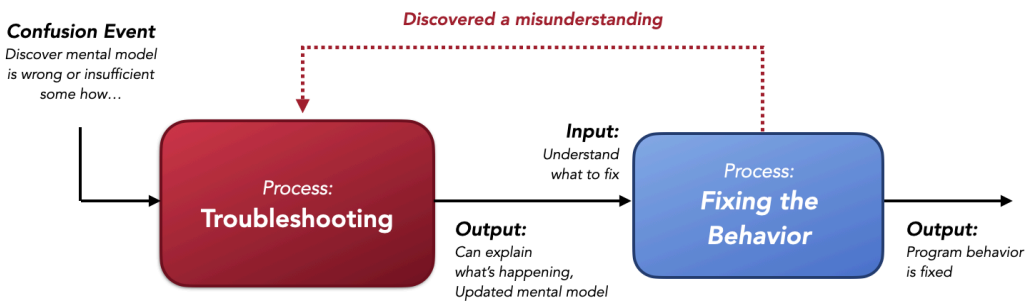 Discovered a misunderstanding
Confusion Event
Discover mental model
is wrong or insufficient
some how...
Process:
Troubleshooting
Output:
Can explain
what's happening,
Updated mental model
Input:
Understand
what to fix
Process:
Fixing the
Behavior
Output:
Program behavior
is fixed